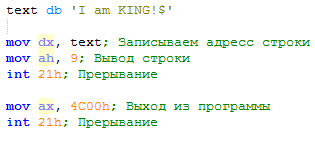 text db 'I am KING!$'
mov dx, text; Записываем адресс строки
mov ah, 9; Вывод строки
int 21h; Прерывание
mov ax, 4C00h; Выход из программы
int 21h; Прерывание